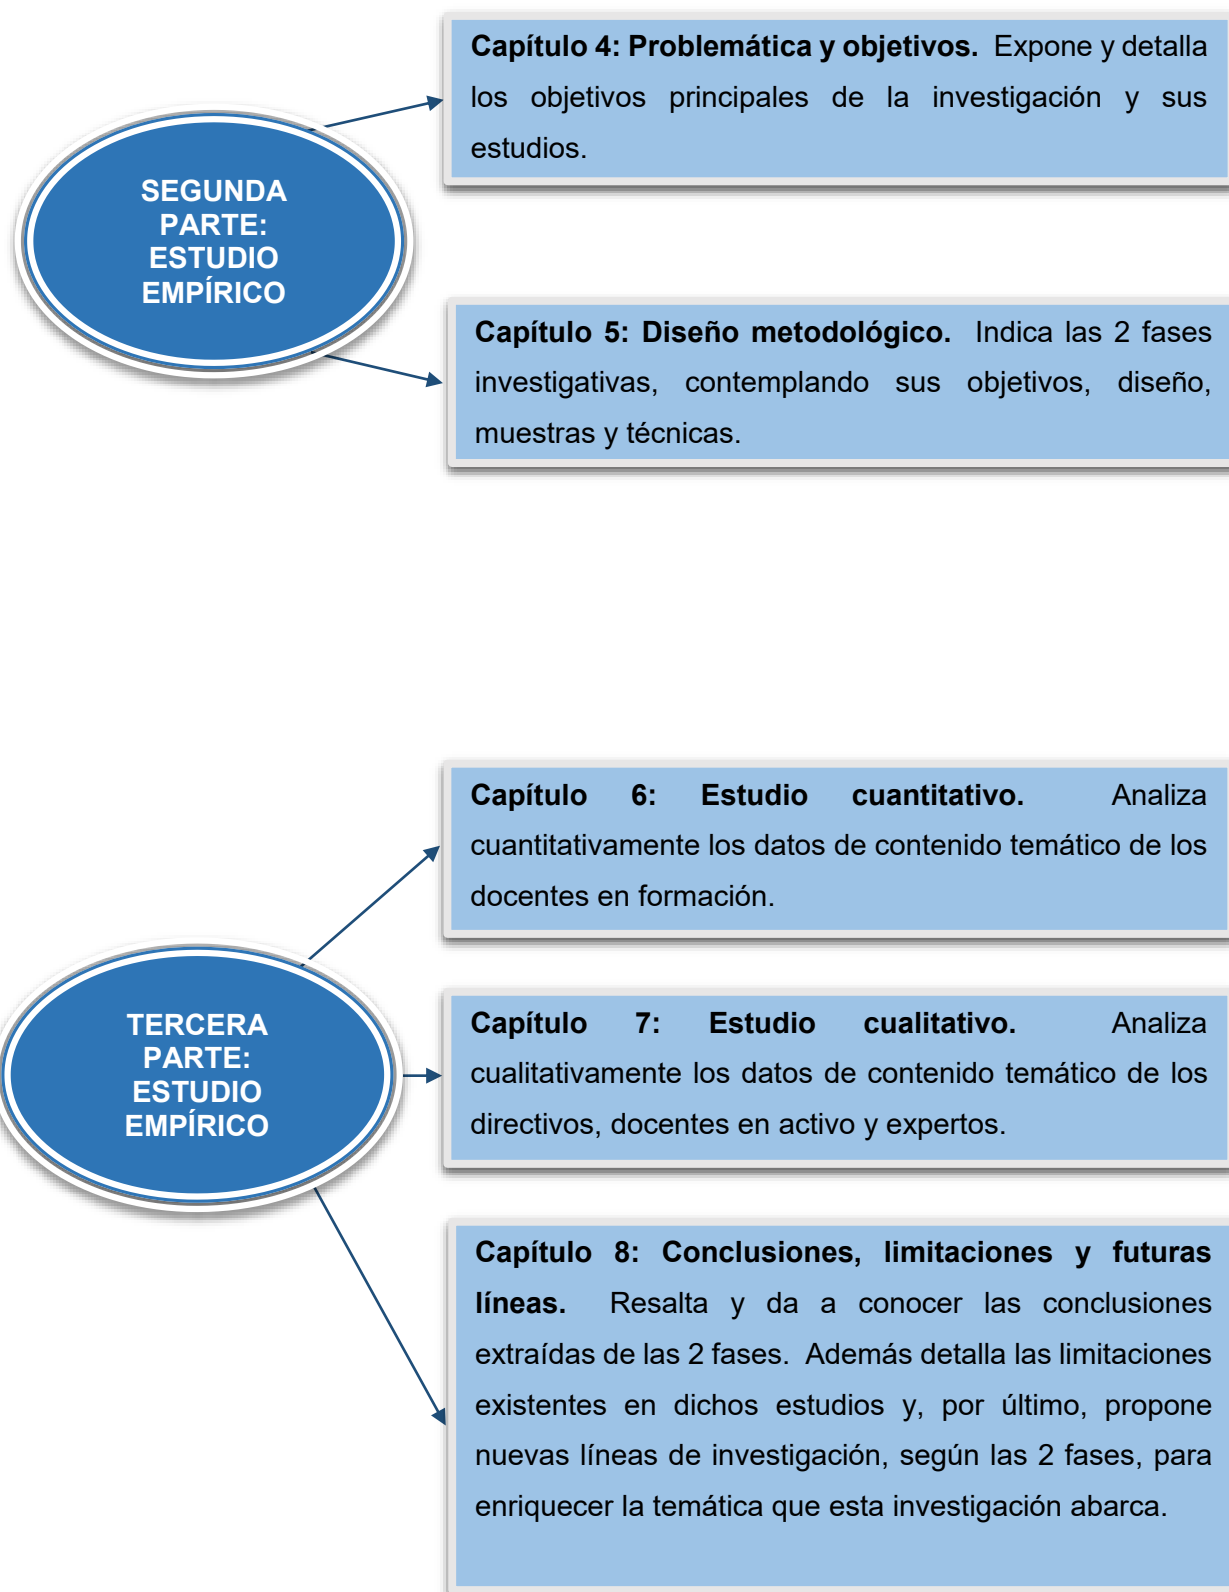 SEGUNDA
PARTE:
ESTUDIO
EMPÍRICO
Capítulo 4: Problemática y objetivos. Expone y detalla
los objetivos principales de la investigación y sus
estudios.
Capítulo 5: Diseño metodológico. Indica las 2 fases
investigativas, contemplando sus objetivos, diseño,
muestras y técnicas.
TERCERA
PARTE:
ESTUDIO
EMPÍRICO
Capítulo 6: Estudio cuantitativo. Analiza
cuantitativamente los datos de contenido temático de los
docentes en formación.
Capítulo 7: Estudio cualitativo. Analiza
cualitativamente los datos de contenido temático de los
directivos, docentes en activo y expertos.
Capítulo 8: Conclusiones, limitaciones y futuras
líneas. Resalta y da a conocer las conclusiones
extraídas de las 2 fases. Además detalla las limitaciones
existentes en dichos estudios y, por último, propone
nuevas líneas de investigación, según las 2 fases, para
enriquecer la temática que esta investigación abarca.